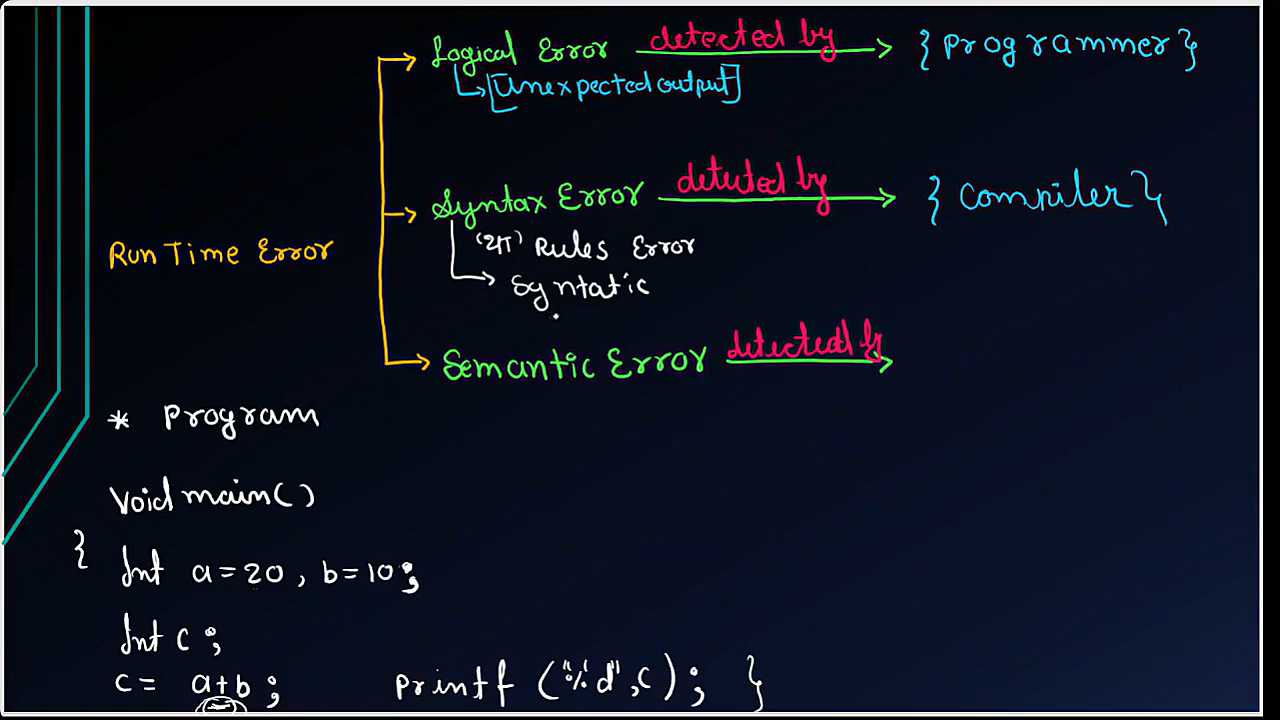 Logical Error detected by { Programmer }
[Unexpected output]
Syntax Error detected by { Compiler }
Rules Error
Syntatic
Run Time Error
Semantic Error detected by
* Program
Void main()
{
Int a=20, b=10;
Int c;
c= a+b; printf ("%d",c); }